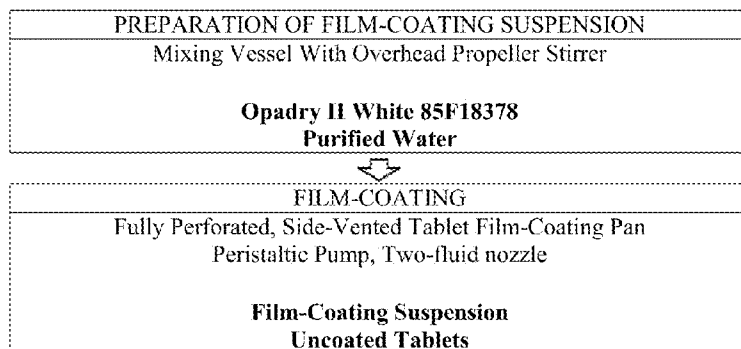 PREPARATION OF FILM-COATING SUSPENSION
Mixing Vessel With Overhead Propeller Stirrer
Opadry II White 85F18378
Purified Water
FILM-COATING
Fully Perforated, Side-Vented Tablet Film-Coating Pan
Peristaltic Pump, Two-fluid nozzle
Film-Coating Suspension
Uncoated Tablets